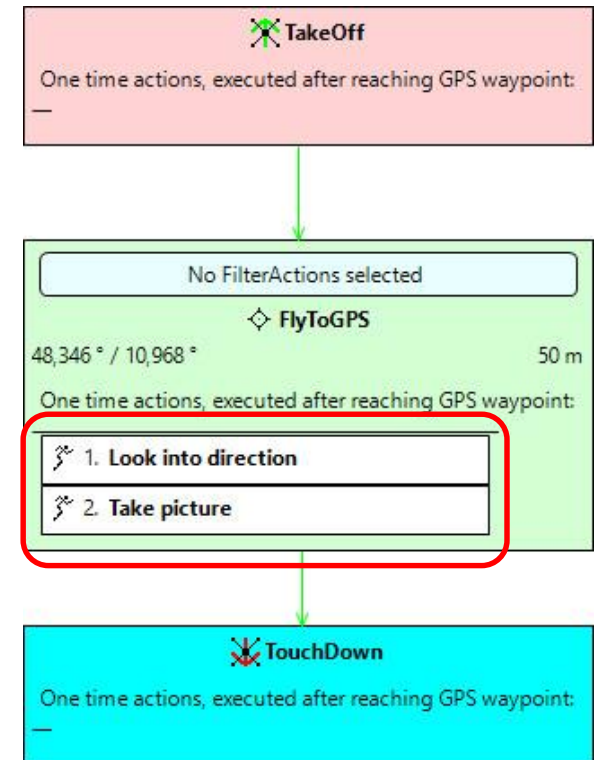 TakeOff
One time actions, executed after reaching GPS waypoint:
—
No FilterActions selected
FlyToGPS
48,346 ° / 10,968 ° 50 m
One time actions, executed after reaching GPS waypoint:
1. Look into direction
2. Take picture
TouchDown
One time actions, executed after reaching GPS waypoint:
—